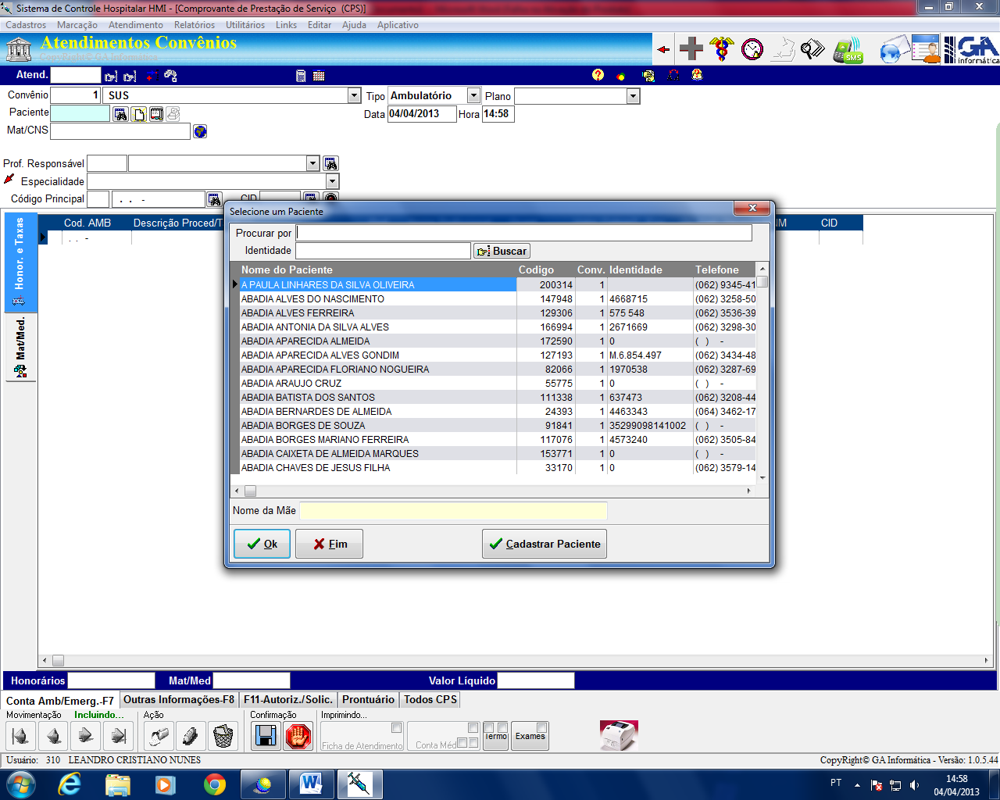 Sistema de Controle Hospitalar HMI - [Comprovante de Prestação de Serviço (CPS)]
Cadastros Marcação Atendimento Relatórios Utilitários Links Editar Ajuda Aplicativo
Atendimentos Convênios
CopyRight© GA Informática
SMS
GA
informática
Atend.
Convênio 1 SUS Tipo Ambulatório Plano
Paciente Data 04/04/2013 Hora 14:58
Mat/CNS
Prof. Responsável
Especialidade
Código Principal . . - CID
Selecione um Paciente
Honor. e Taxas
Cod. AMB Descrição Proced/T CID
. . -
Mat/Med.
Procurar por
Identidade Buscar
Nome do Paciente Codigo Conv. Identidade Telefone
A PAULA LINHARES DA SILVA OLIVEIRA 200314 1 (062) 9345-41
ABADIA ALVES DO NASCIMENTO 147948 1 4668715 (062) 3258-50
ABADIA ALVES FERREIRA 129306 1 575 548 (062) 3536-39
ABADIA ANTONIA DA SILVA ALVES 166994 1 2671669 (062) 3298-30
ABADIA APARECIDA ALMEIDA 172590 1 0 ( ) -
ABADIA APARECIDA ALVES GONDIM 127193 1 M.6.854.497 (062) 3434-48
ABADIA APARECIDA FLORIANO NOGUEIRA 82066 1 1970538 (062) 3287-69
ABADIA ARAUJO CRUZ 55775 1 0 ( ) -
ABADIA BATISTA DOS SANTOS 111338 1 637473 (062) 3208-44
ABADIA BERNARDES DE ALMEIDA 24393 1 4463343 (064) 3462-17
ABADIA BORGES DE SOUZA 91841 1 35299098141002 ( ) -
ABADIA BORGES MARIANO FERREIRA 117076 1 4573240 (062) 3505-84
ABADIA CAIXETA DE ALMEIDA MARQUES 153771 1 0 ( ) -
ABADIA CHAVES DE JESUS FILHA 33170 1 0 (062) 3579-14
Nome da Mãe
Ok Fim Cadastrar Paciente
Honorários Mat/Med Valor Líquido
Conta Amb/Emerg.-F7 Outras Informações-F8 F11-Autoriz./Solic. Prontuário Todos CPS
Movimentação Incluindo... Ação Confirmação Imprimindo...
Ficha de Atendimento Conta Méd Termo Exames
Usuário: 310 LEANDRO CRISTIANO NUNES CopyRight© GA Informática - Versão: 1.0.5.44
PT 14:58
04/04/2013